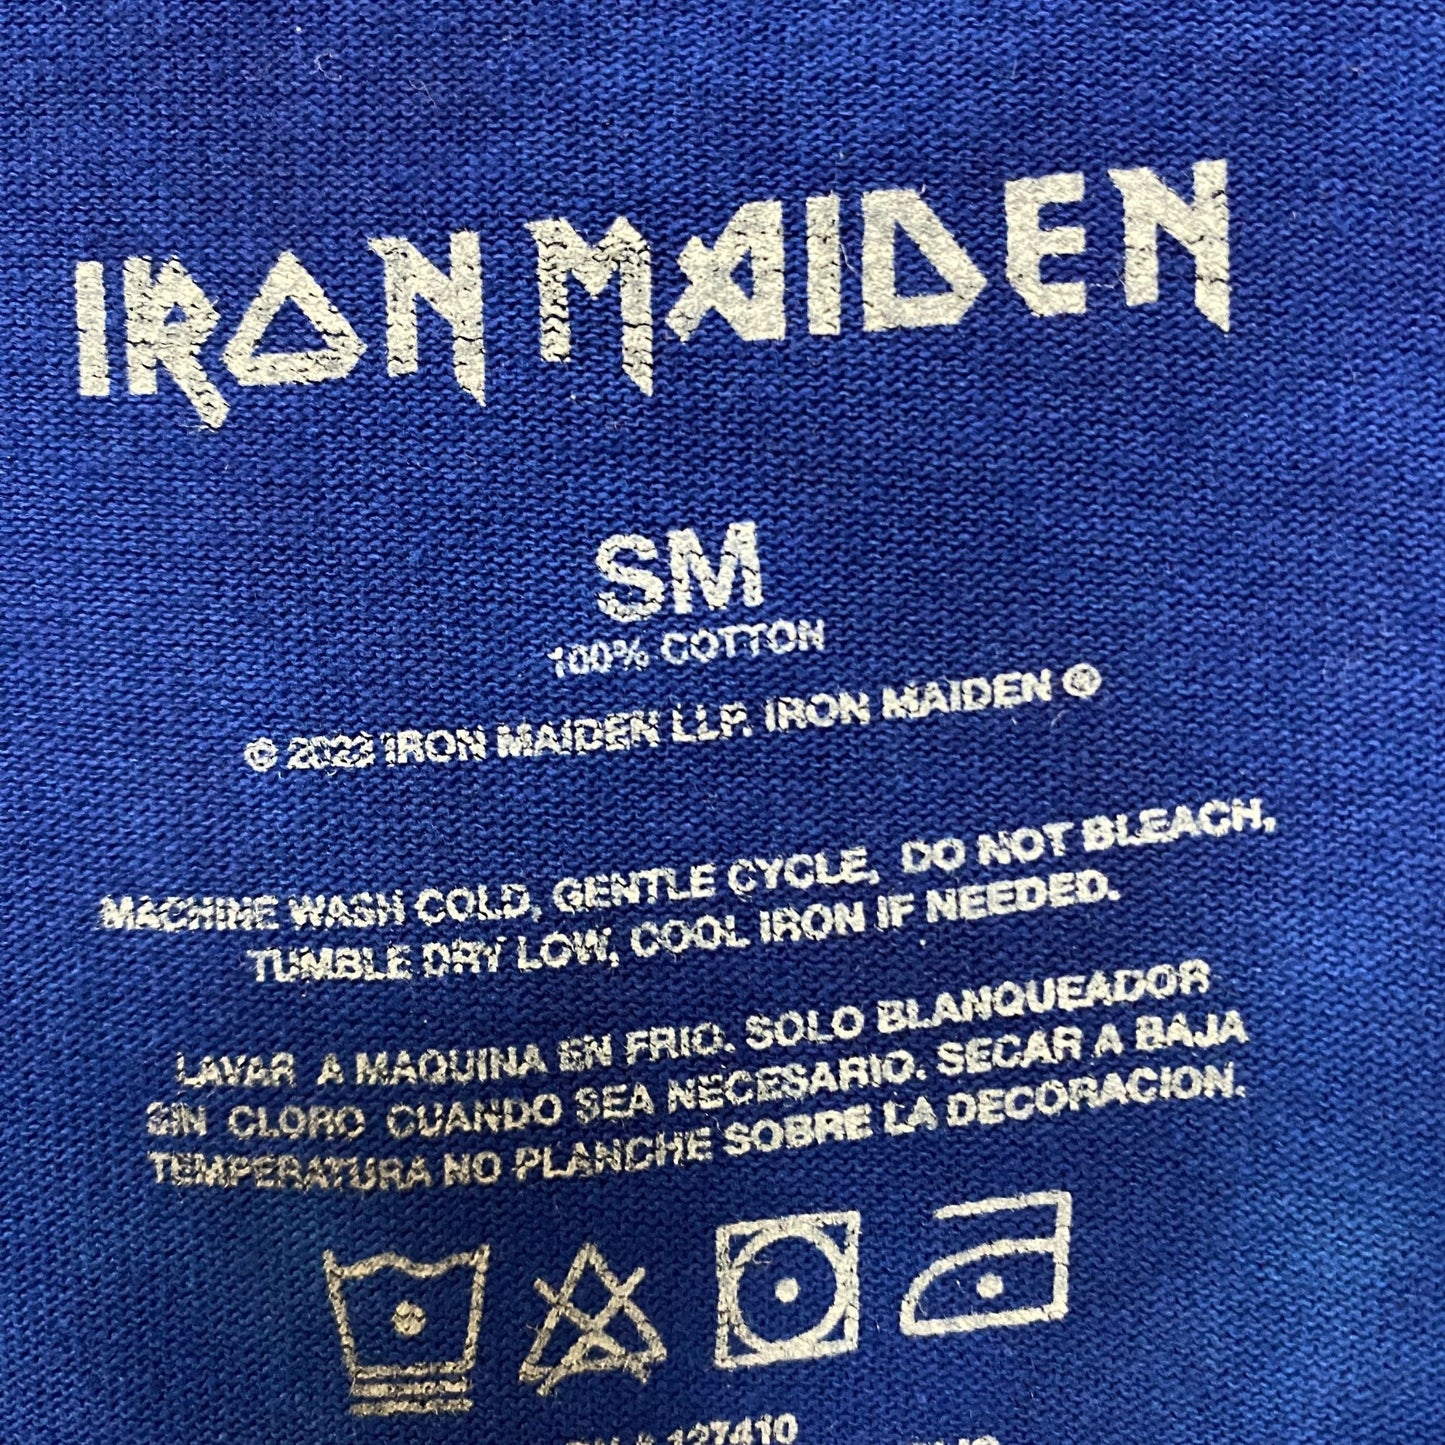 IRON MAIDEN
SM
100% COTTON
© 2023 IRON MAIDEN LLP. IRON MAIDEN ®
MACHINE WASH COLD, GENTLE CYCLE, DO NOT BLEACH,
TUMBLE DRY LOW, COOL IRON IF NEEDED.
LAVAR A MAQUINA EN FRIO. SOLO BLANQUEADOR
SIN CLORO CUANDO SEA NECESARIO. SECAR A BAJA
TEMPERATURA NO PLANCHE SOBRE LA DECORACION.
RN # 127410